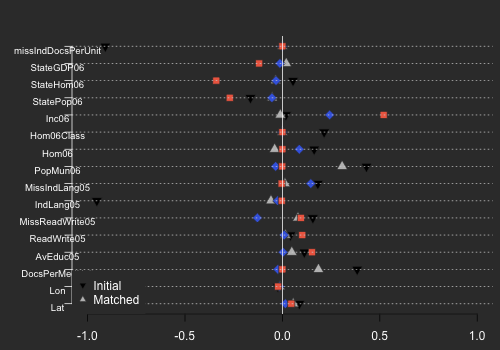 missIndDocsPerUnit
StateGDP06
StateHom06
StatePop06
Inc06
Hom06Class
Hom06
PopMun06
MissIndLang05
IndLang05
MissReadWrite05
ReadWrite05
AvEduc05
DocsPerMe
Lon
Lat
Initial
Matched
-1.0 -0.5 0.0 0.5 1.0